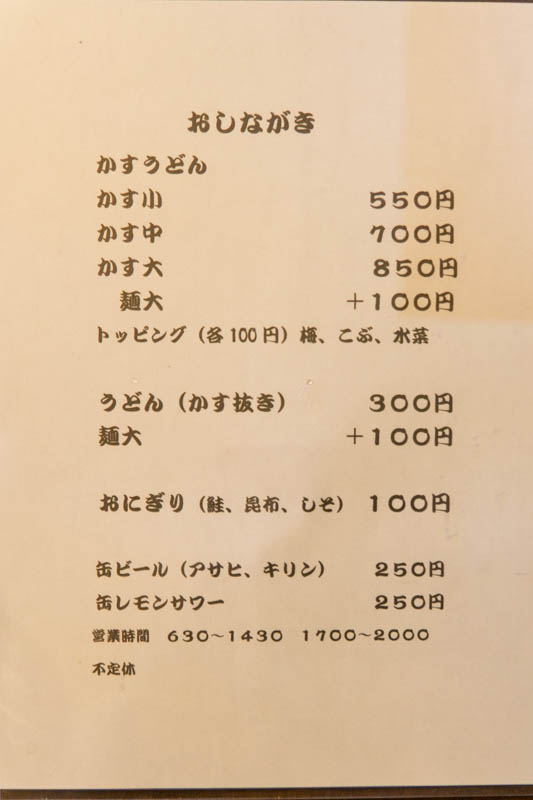 おしながき
かすうどん
かす小 550円
かす中 700円
かす大 850円
麺大 +100円
トッピング(各100円)梅、こぶ、水菜
うどん(かす抜き) 300円
麺大 +100円
おにぎり(鮭、昆布、しそ) 100円
缶ビール(アサヒ、キリン) 250円
缶レモンサワー 250円
営業時間 630~1430 1700~2000
不定休